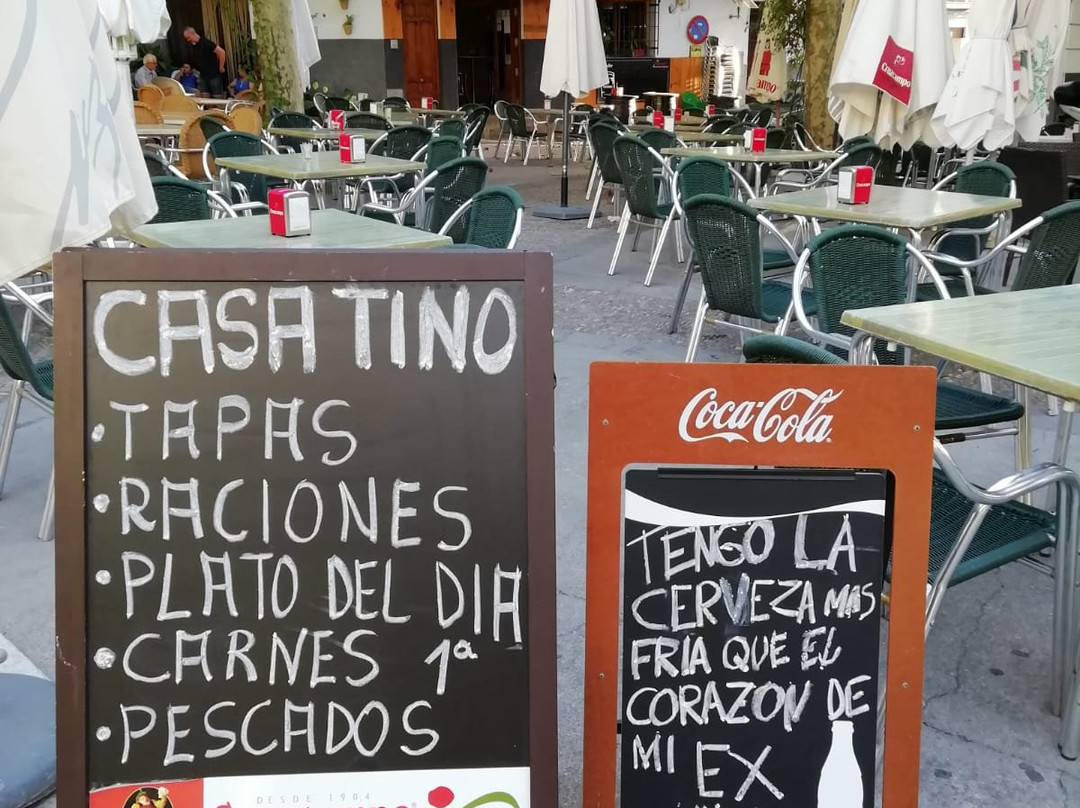 Cruzcampo
CASA TINO
• TAPAS
• RACIONES
• PLATO DEL DIA
• CARNES 1ª
• PESCADOS
DESDE 1904
Coca-Cola
TENGO LA
CERVEZA MAS
FRIA QUE EL
CORAZON DE
MI EX